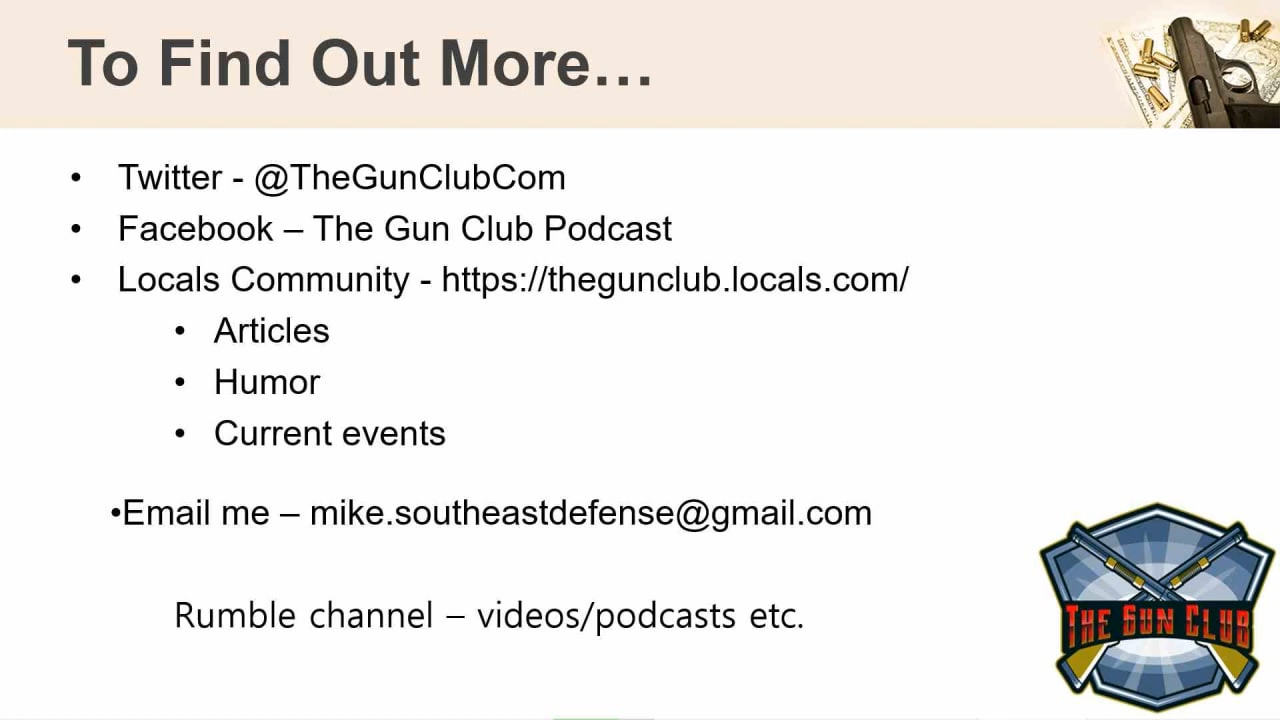 To Find Out More…
• Twitter - @TheGunClubCom
• Facebook – The Gun Club Podcast
• Locals Community - https://thegunclub.locals.com/
• Articles
• Humor
• Current events
•Email me – mike.southeastdefense@gmail.com
Rumble channel – videos/podcasts etc.
THE GUN CLUB